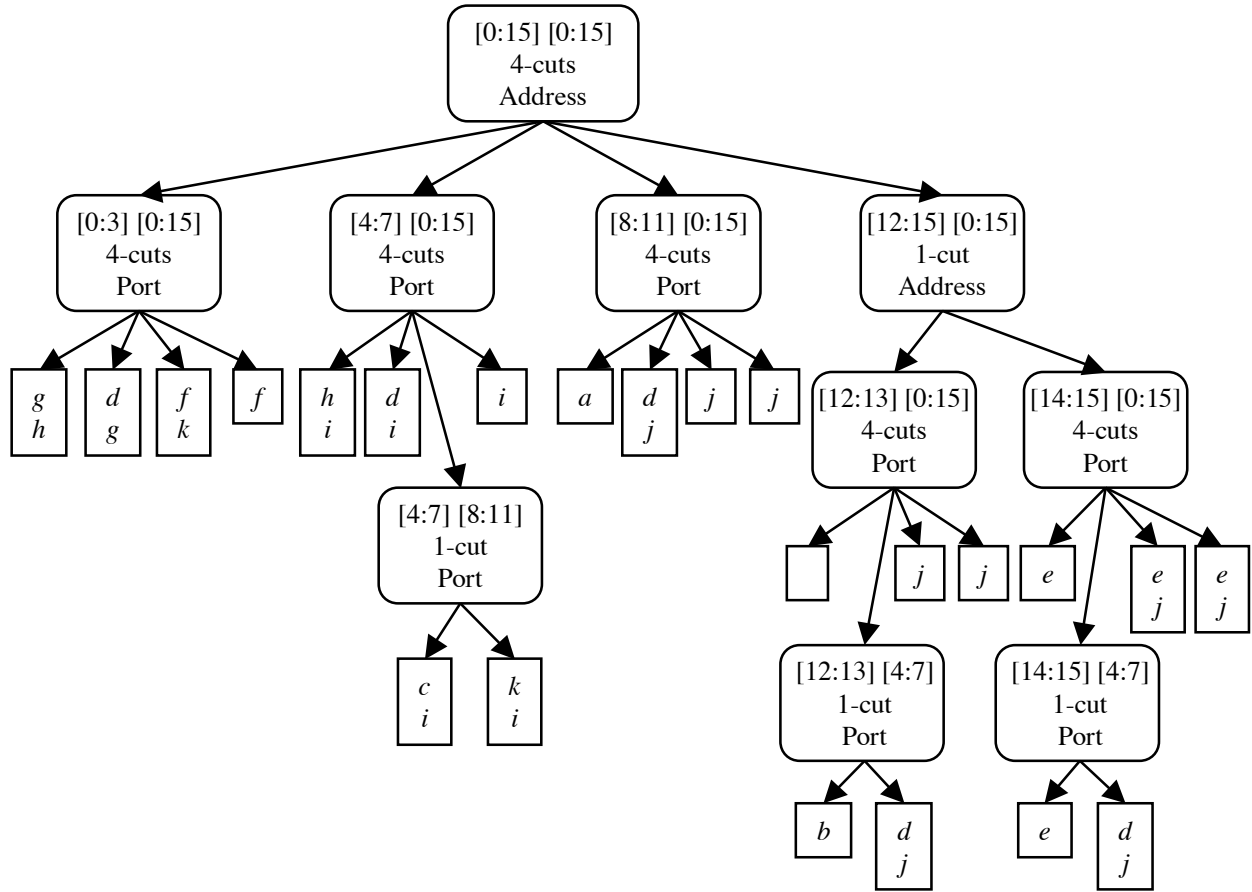 [0:15] [0:15]
4-cuts
Address
[0:3] [0:15]
4-cuts
Port
[4:7] [0:15]
4-cuts
Port
[8:11] [0:15]
4-cuts
Port
[12:15] [0:15]
1-cut
Address
g
h
d
g
f
k
f
h
i
d
i
i
a
d
j
j
j
[12:13] [0:15]
4-cuts
Port
[14:15] [0:15]
4-cuts
Port
[4:7] [8:11]
1-cut
Port
j
j
e
e
j
e
j
c
i
k
i
[12:13] [4:7]
1-cut
Port
[14:15] [4:7]
1-cut
Port
b
d
j
e
d
j